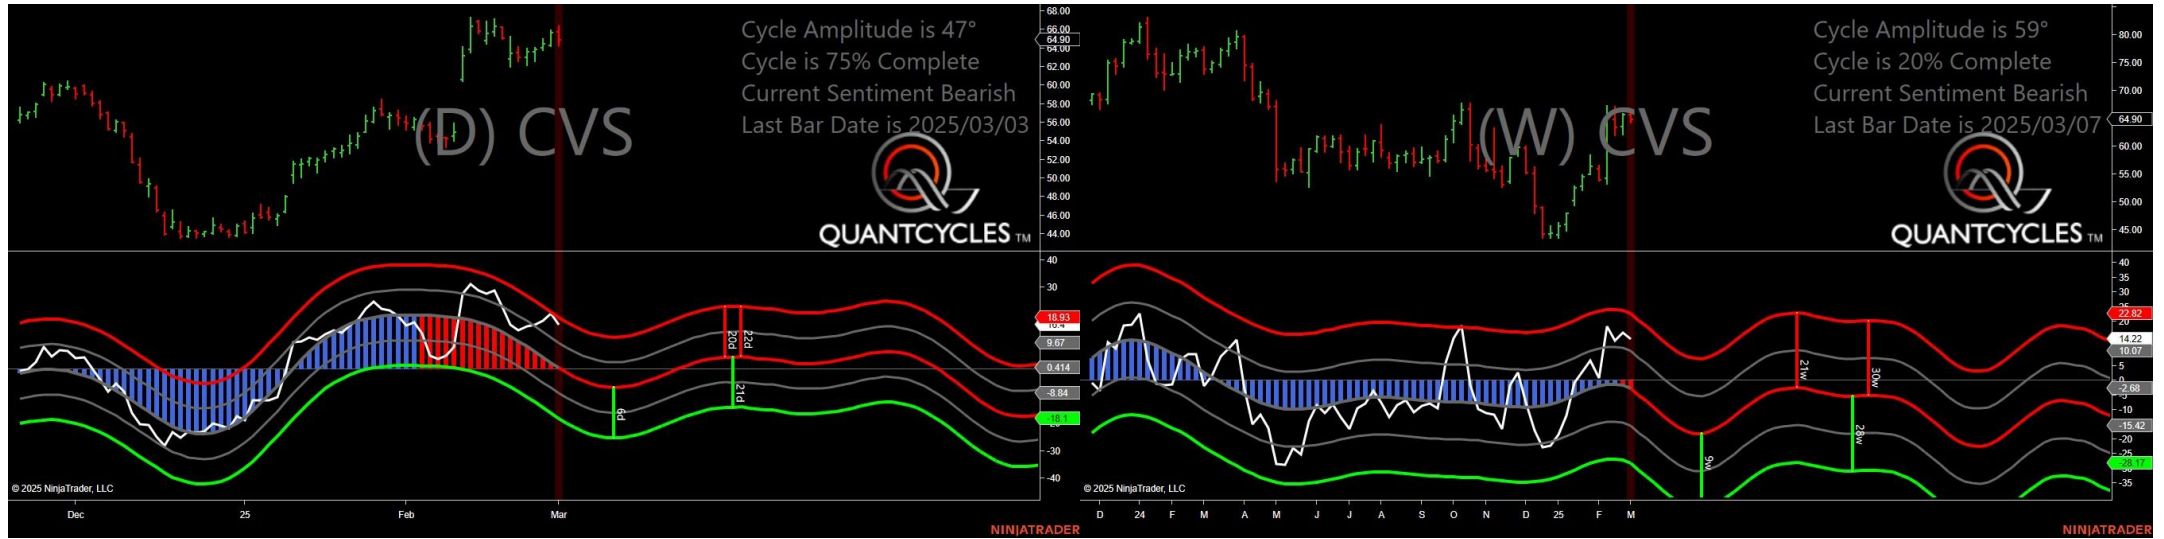 Cycle Amplitude is 47°
Cycle is 75% Complete
Current Sentiment Bearish
Last Bar Date is 2025/03/03
(D) CVS
QUANTCYCLES TM
68.00
66.00
64.90
64.00
62.00
60.00
58.00
56.00
54.00
52.00
50.00
48.00
46.00
44.00
40
30
18.93
16.4
9.67
0.414
-8.84
-18.1
-30
-40
6d
20d
22d
21d
© 2025 NinjaTrader, LLC
Dec
25
Feb
Mar
NINJATRADER
Cycle Amplitude is 59°
Cycle is 20% Complete
Current Sentiment Bearish
Last Bar Date is 2025/03/07
(W) CVS
QUANTCYCLES TM
80.00
75.00
70.00
64.90
60.00
55.00
50.00
45.00
40
35
30
22.82
20
14.22
10.07
5
-2.68
-10
-15.42
-20
-25
-28.17
-35
9w
21w
28w
30w
© 2025 NinjaTrader, LLC
D 24 F M A M J J A S O N D 25 F M
NINJATRADER